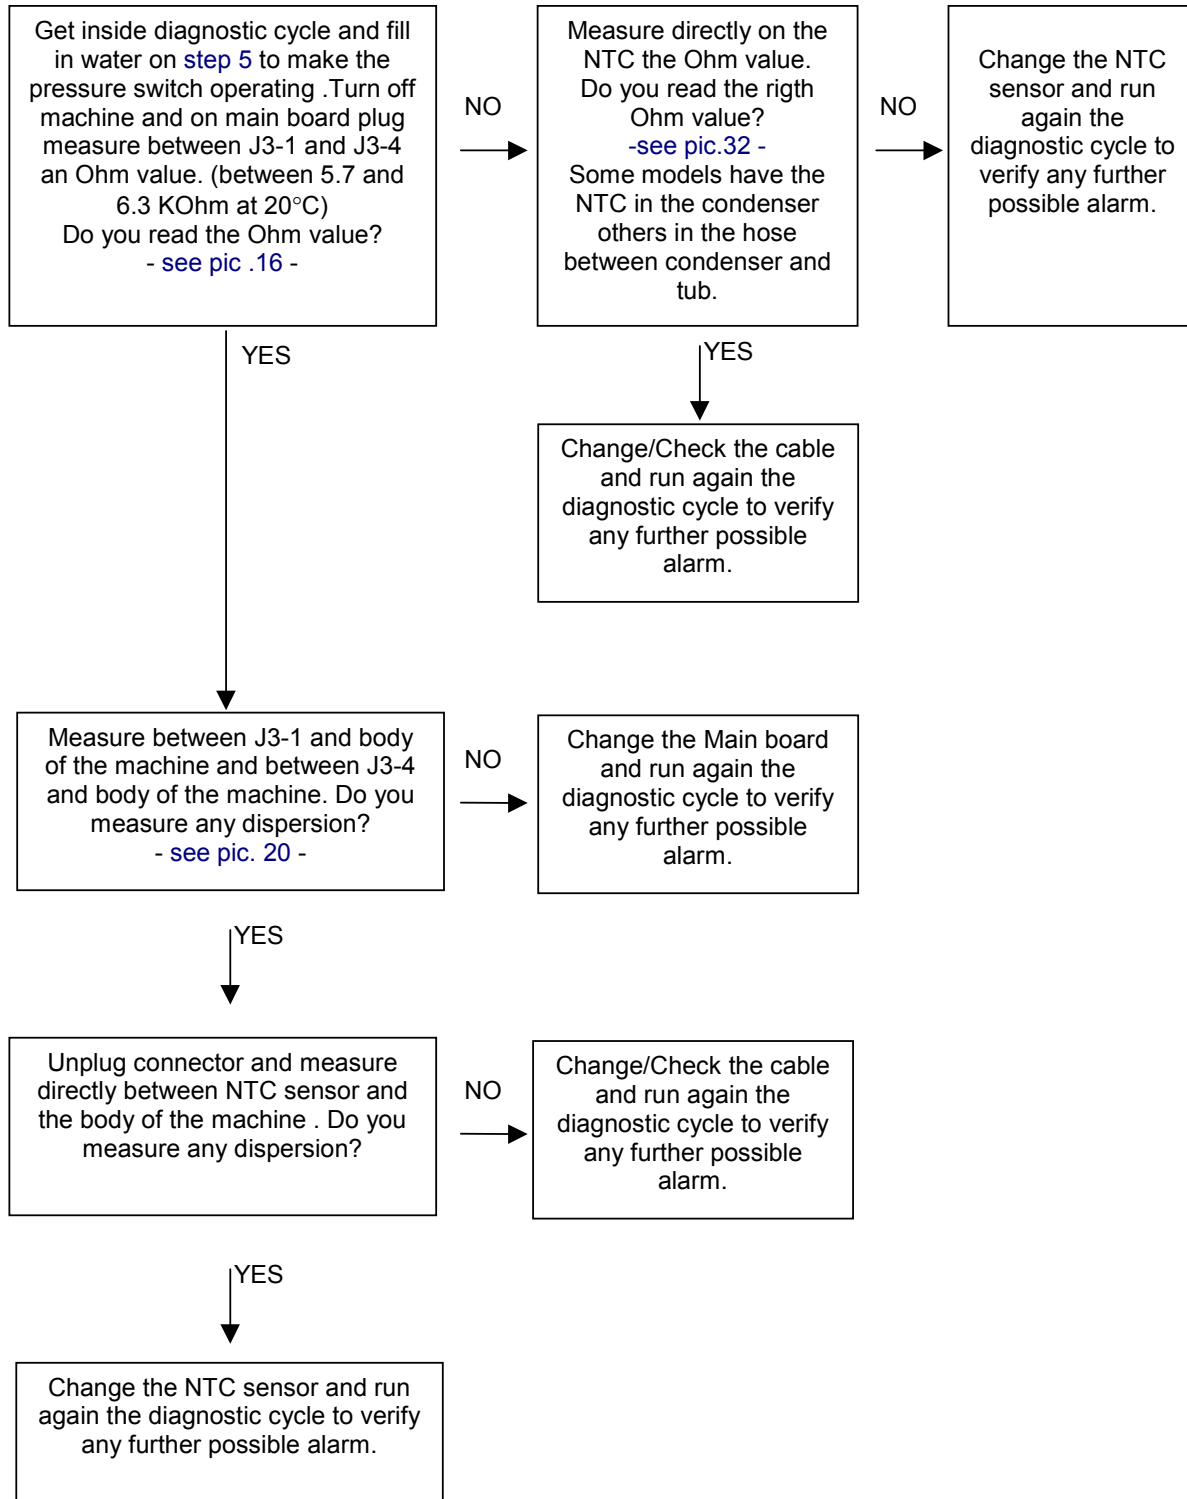 Get inside diagnostic cycle and fill
in water on step 5 to make the
pressure switch operating .Turn off
machine and on main board plug
measure between J3-1 and J3-4
an Ohm value. (between 5.7 and
6.3 KOhm at 20°C)
Do you read the Ohm value?
- see pic .16 -
NO
Measure directly on the
NTC the Ohm value.
Do you read the rigth
Ohm value?
-see pic.32 -
Some models have the
NTC in the condenser
others in the hose
between condenser and
tub.
NO
Change the NTC
sensor and run
again the
diagnostic cycle to
verify any further
possible alarm.
YES
YES
Change/Check the cable
and run again the
diagnostic cycle to verify
any further possible
alarm.
Measure between J3-1 and body
of the machine and between J3-4
and body of the machine. Do you
measure any dispersion?
- see pic. 20 -
NO
Change the Main board
and run again the
diagnostic cycle to verify
any further possible
alarm.
YES
Unplug connector and measure
directly between NTC sensor and
the body of the machine . Do you
measure any dispersion?
NO
Change/Check the cable
and run again the
diagnostic cycle to verify
any further possible
alarm.
YES
Change the NTC sensor and run
again the diagnostic cycle to verify
any further possible alarm.